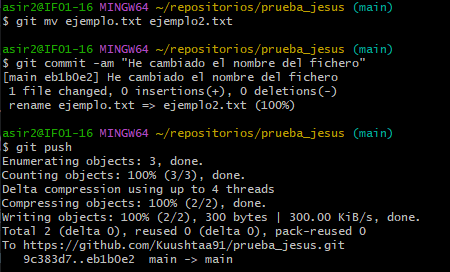 asir2@IFO1-16 MINGW64 ~/repositorios/prueba_jesus (main)
$ git mv ejemplo.txt ejemplo2.txt
asir2@IFO1-16 MINGW64 ~/repositorios/prueba_jesus (main)
$ git commit -am "He cambiado el nombre del fichero"
[main eb1b0e2] He cambiado el nombre del fichero
 1 file changed, 0 insertions(+), 0 deletions(-)
 rename ejemplo.txt => ejemplo2.txt (100%)
asir2@IFO1-16 MINGW64 ~/repositorios/prueba_jesus (main)
$ git push
Enumerating objects: 3, done.
Counting objects: 100% (3/3), done.
Delta compression using up to 4 threads
Compressing objects: 100% (2/2), done.
Writing objects: 100% (2/2), 300 bytes | 300.00 KiB/s, done.
Total 2 (delta 0), reused 0 (delta 0), pack-reused 0
To https://github.com/Kuushtaa91/prueba_jesus.git
   9c383d7..eb1b0e2  main -> main